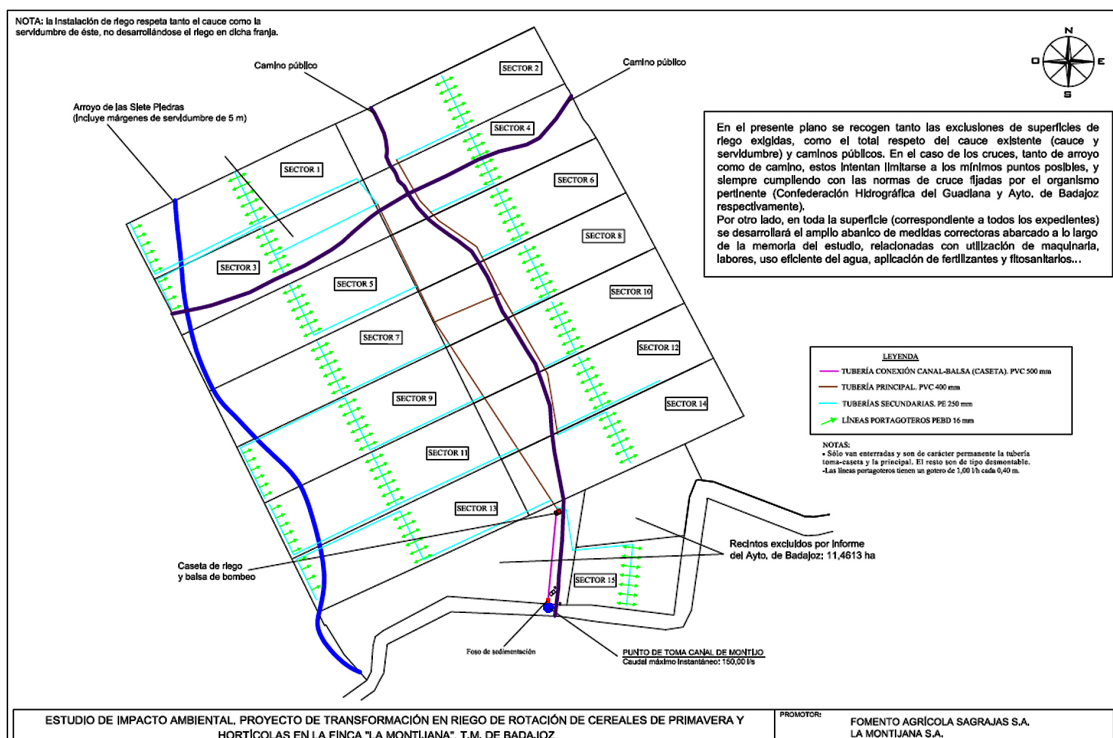 NOTA: la instalación de riego respeta tanto el cauce como la
servidumbre de éste, no desarrollándose el riego en dicha franja.
Camino público
Camino público
Arroyo de las Siete Piedras
(Incluye márgenes de servidumbre de 5 m)
N
O
E
S
SECTOR 2
SECTOR 4
SECTOR 1
SECTOR 6
SECTOR 8
SECTOR 3
SECTOR 5
SECTOR 10
SECTOR 7
SECTOR 12
SECTOR 9
SECTOR 14
SECTOR 11
SECTOR 13
SECTOR 15
En el presente plano se recogen tanto las exclusiones de superficies de
riego exigidas, como el total respeto del cauce existente (cauce y
servidumbre) y caminos públicos. En el caso de los cruces, tanto de arroyo
como de camino, estos intentan limitarse a los mínimos puntos posibles, y
siempre cumpliendo con las normas de cruce fijadas por el organismo
pertinente (Confederación Hidrográfica del Guadiana y Ayto. de Badajoz
respectivamente).
Por otro lado, en toda la superficie (correspondiente a todos los expedientes)
se desarrollará el amplio abanico de medidas correctoras abarcado a lo largo
de la memoria del estudio, relacionadas con utilización de maquinaria,
labores, uso eficiente del agua, aplicación de fertilizantes y fitosanitarios...
LEYENDA
TUBERÍA CONEXIÓN CANAL-BALSA (CASETA). PVC 500 mm
TUBERÍA PRINCIPAL. PVC 400 mm
TUBERÍAS SECUNDARIAS. PE 250 mm
LÍNEAS PORTAGOTEROS PEBD 16 mm
NOTAS:
- Sólo van enterradas y son de carácter permanente la tubería
toma-caseta y la principal. El resto son de tipo desmontable.
-Las líneas portagoteros tienen un gotero de 1,00 l/h cada 0,40 m.
Recintos excluidos por informe
del Ayto. de Badajoz: 11,4613 ha
Caseta de riego
y balsa de bombeo
Foso de sedimentación
PUNTO DE TOMA CANAL DE MONTIJO
Caudal máximo instantáneo: 150,00 l/s
ESTUDIO DE IMPACTO AMBIENTAL. PROYECTO DE TRANSFORMACIÓN EN RIEGO DE ROTACIÓN DE CEREALES DE PRIMAVERA Y
HORTÍCOLAS EN LA FINCA "LA MONTIJANA". T.M. DE BADAJOZ
PROMOTOR:
FOMENTO AGRÍCOLA SAGRAJAS S.A.
LA MONTIJANA S.A.